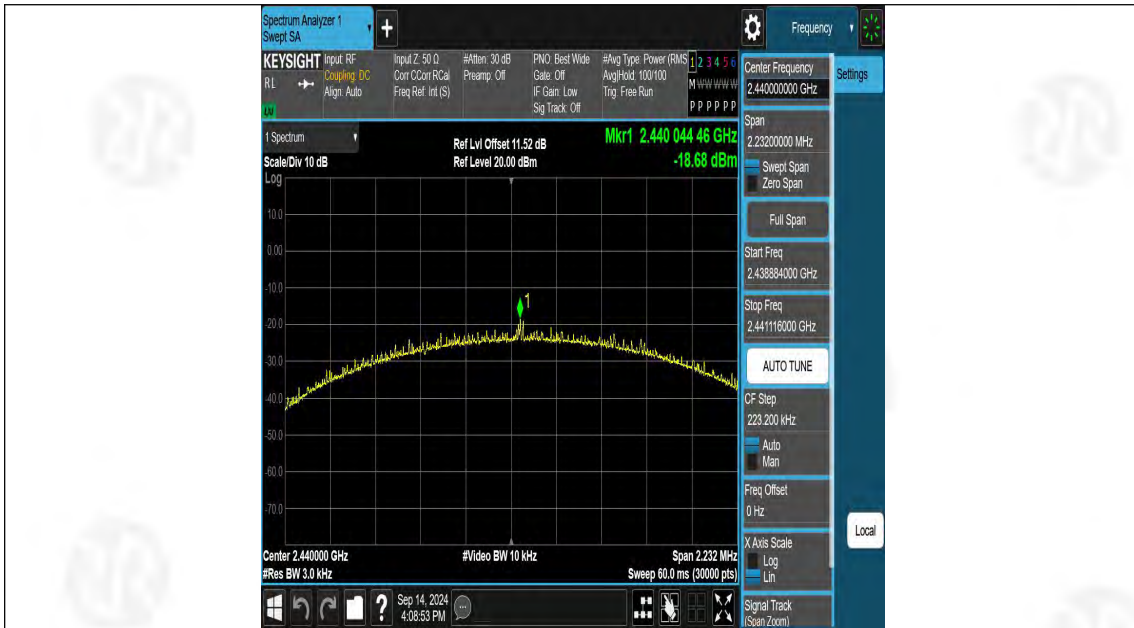 Spectrum Analyzer 1
Swept SA
+
Frequency
KEYSIGHT
RL
Input: RF
Coupling: DC
Align: Auto
Input Z: 50 Ω
Corr CCorr RCal
Freq Ref: Int (S)
#Atten: 30 dB
Preamp: Off
PNO: Best Wide
Gate: Off
IF Gain: Low
Sig Track: Off
#Avg Type: Power (RMS
Avg|Hold: 100/100
Trig: Free Run
1 2 3 4 5 6
M W W W W W
P P P P P P
1 Spectrum
Scale/Div 10 dB
Log
Ref Lvl Offset 11.52 dB
Ref Level 20.00 dBm
Mkr1 2.440 044 46 GHz
-18.68 dBm
10.0
0.00
-10.0
-20.0
-30.0
-40.0
-50.0
-60.0
-70.0
1
Center 2.440000 GHz
#Res BW 3.0 kHz
#Video BW 10 kHz
Span 2.232 MHz
Sweep 60.0 ms (30000 pts)
?
Sep 14, 2024
4:08:53 PM
Center Frequency
2.440000000 GHz
Span
2.23200000 MHz
Swept Span
Zero Span
Full Span
Start Freq
2.438884000 GHz
Stop Freq
2.441116000 GHz
AUTO TUNE
CF Step
223.200 kHz
Auto
Man
Freq Offset
0 Hz
X Axis Scale
Log
Lin
Signal Track
(Span Zoom)
Settings
Local